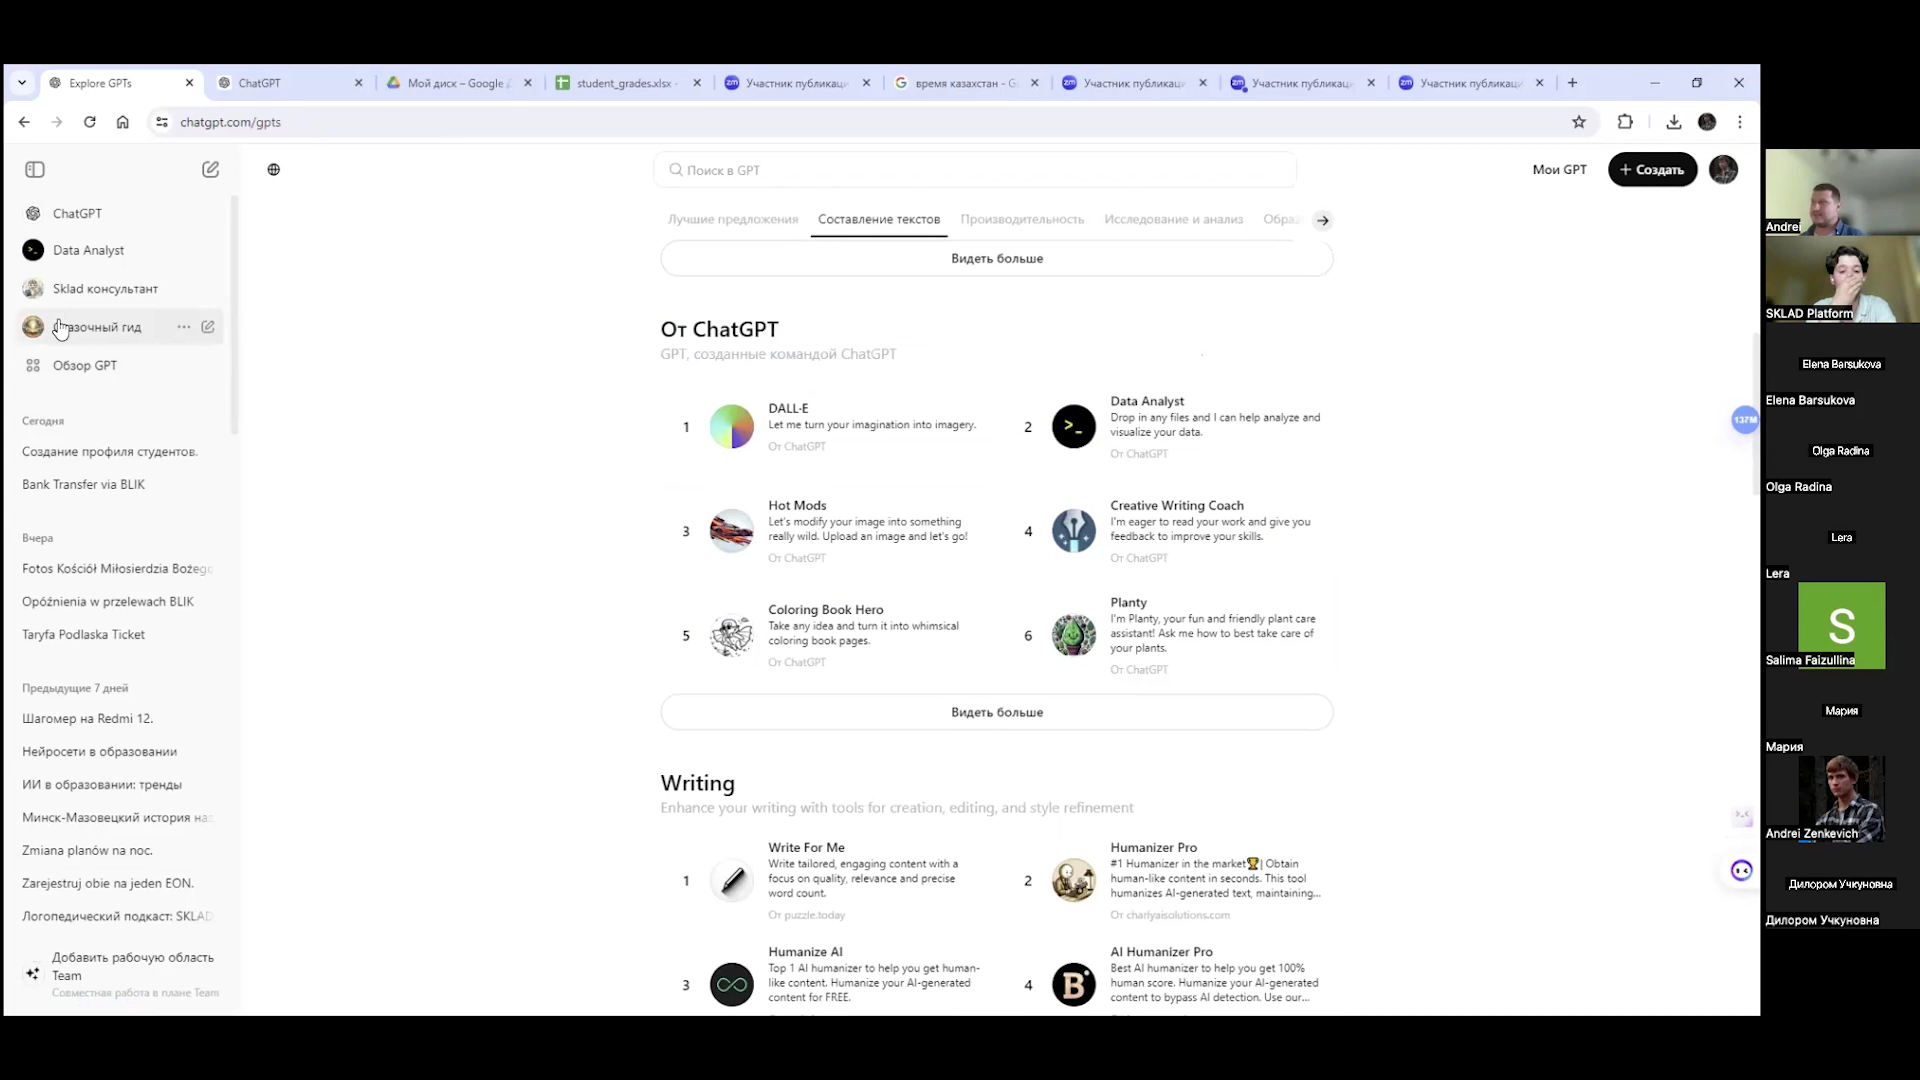 Explore GPTs
ChatGPT
Мой диск – Google
student_grades.xlsx -
Участник публикаци
время казахстан - G
Участник публикаци
Участник публикаци
Участник публикаци
chatgpt.com/gpts
Поиск в GPT
Мои GPT
+ Создать
Лучшие предложения
Составление текстов
Производительность
Исследование и анализ
Образ
Видеть больше
ChatGPT
Data Analyst
Sklad консультант
азочный гид
Обзор GPT
Сегодня
Создание профиля студентов.
Bank Transfer via BLIK
Вчера
Fotos Kościół Miłosierdzia Bożego
Opóźnienia w przelewach BLIK
Taryfa Podlaska Ticket
Предыдущие 7 дней
Шагомер на Redmi 12.
Нейросети в образовании
ИИ в образовании: тренды
Минск-Мазовецкий история наз
Zmiana planów na noc.
Zarejestruj obie na jeden EON.
Логопедический подкаст: SKLAD
Добавить рабочую область
Team
Совместная работа в плане Team
От ChatGPT
GPT, созданные командой ChatGPT
1
DALL·E
Let me turn your imagination into imagery.
От ChatGPT
2
Data Analyst
Drop in any files and I can help analyze and
visualize your data.
От ChatGPT
3
Hot Mods
Let's modify your image into something
really wild. Upload an image and let's go!
От ChatGPT
4
Creative Writing Coach
I'm eager to read your work and give you
feedback to improve your skills.
От ChatGPT
5
Coloring Book Hero
Take any idea and turn it into whimsical
coloring book pages.
От ChatGPT
6
Planty
I'm Planty, your fun and friendly plant care
assistant! Ask me how to best take care of
your plants.
От ChatGPT
Видеть больше
Writing
Enhance your writing with tools for creation, editing, and style refinement
1
Write For Me
Write tailored, engaging content with a
focus on quality, relevance and precise
word count.
От puzzle.today
2
Humanizer Pro
#1 Humanizer in the market🏆| Obtain
human-like content in seconds. This tool
humanizes AI-generated text, maintaining...
От charlyaisolutions.com
3
Humanize AI
Top 1 AI humanizer to help you get human-
like content. Humanize your AI-generated
content for FREE.
4
AI Humanizer Pro
Best AI humanizer to help you get 100%
human score. Humanize your AI-generated
content to bypass AI detection. Use our...
B
137M
Andrei
SKLAD Platform
Elena Barsukova
Elena Barsukova
Olga Radina
Olga Radina
Lera
Lera
S
Salima Faizullina
Мария
Мария
Andrei Zenkevich
Дилором Учкуновна
Дилором Учкуновна